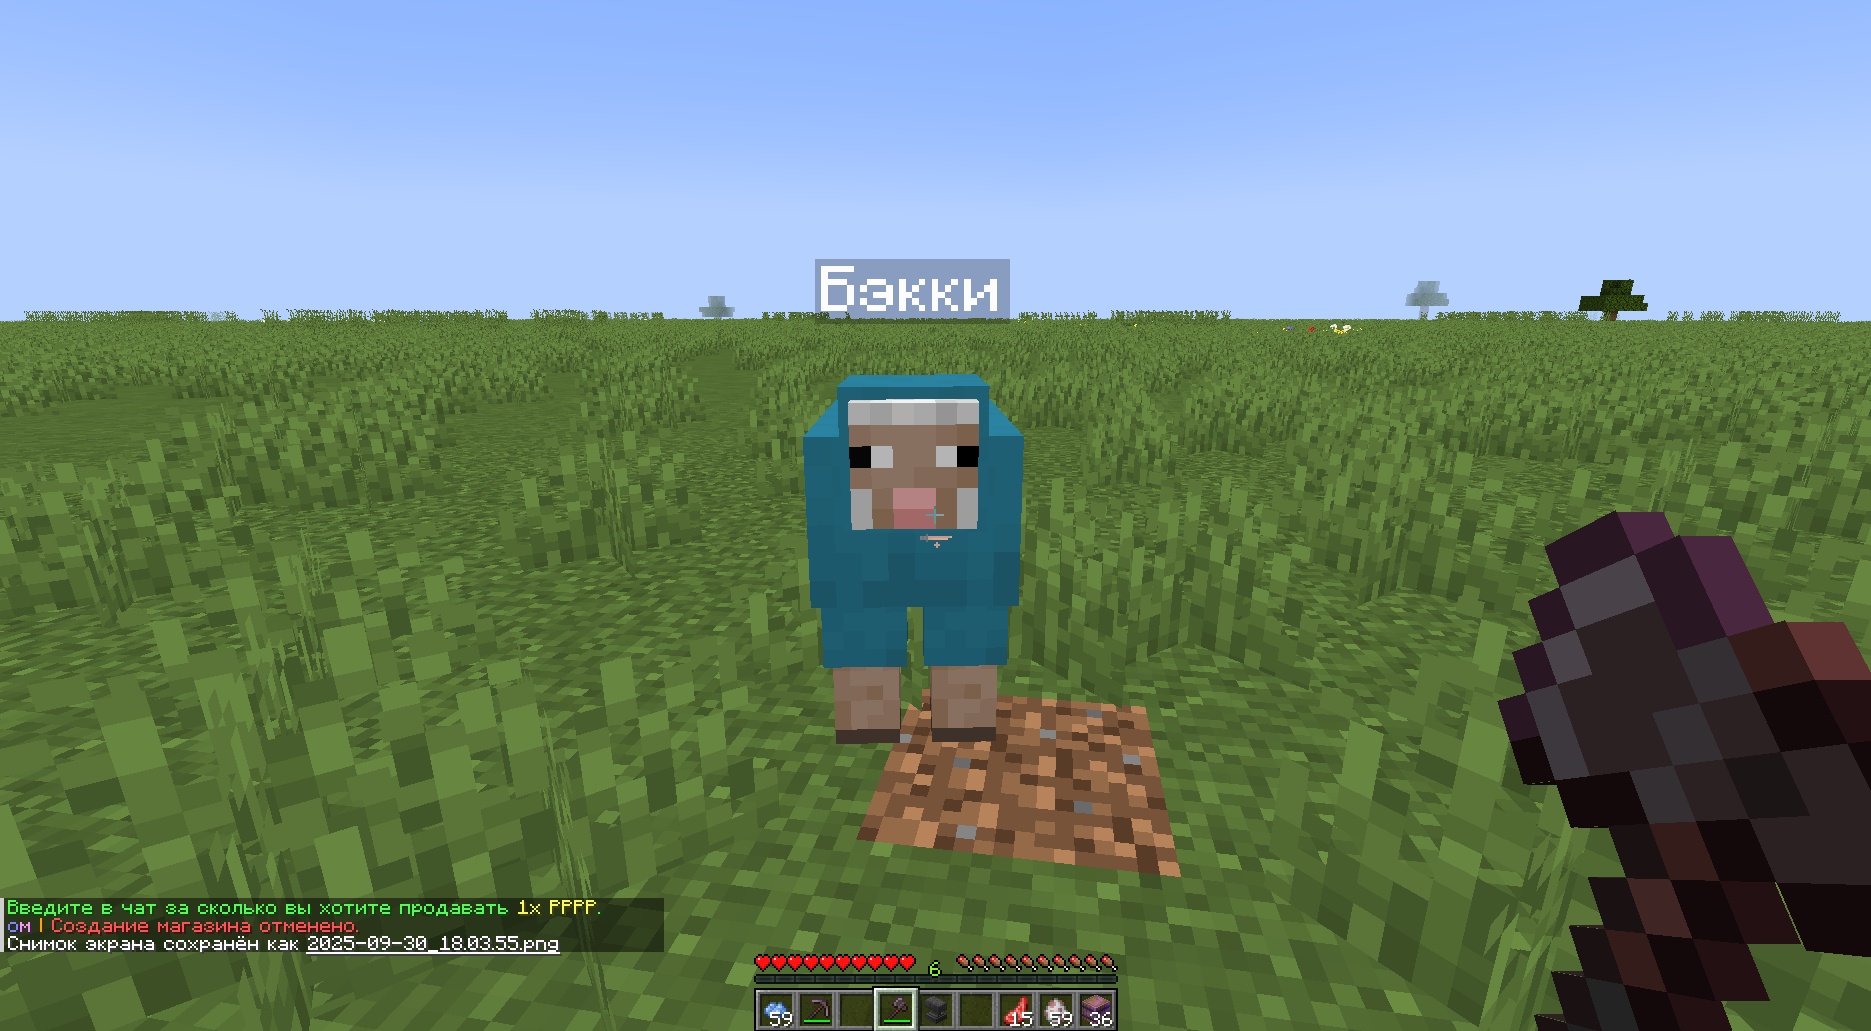 Бэкки
Введите в чат за сколько вы хотите продавать 1x РРРР.
ом | Создание магазина отменено.
Снимок экрана сохранён как 2025-09-30_18.03.55.png
6
59 15 59 36